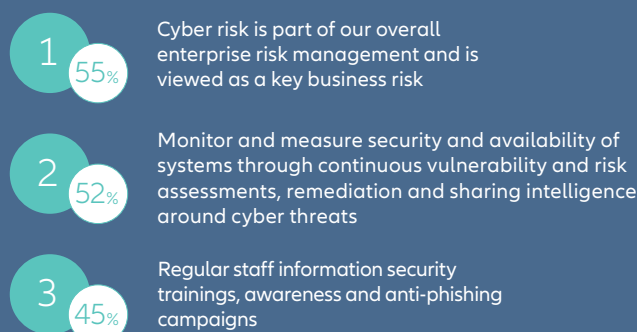 1
55%
Cyber risk is part of our overall
enterprise risk management and is
viewed as a key business risk
2
52%
Monitor and measure security and availability of
systems through continuous vulnerability and risk
assessments, remediation and sharing intelligence
around cyber threats
3
45%
Regular staff information security
trainings, awareness and anti-phishing
campaigns